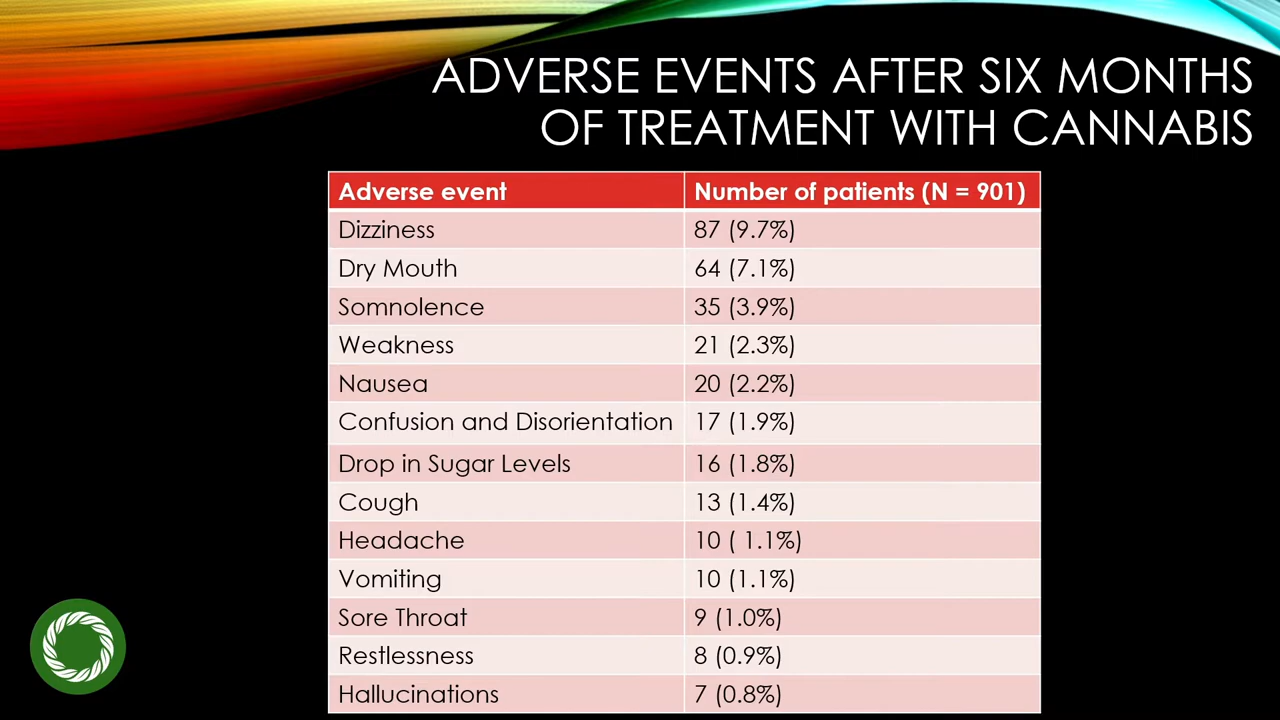 ADVERSE EVENTS AFTER SIX MONTHS
OF TREATMENT WITH CANNABIS
Adverse event Number of patients (N = 901)
Dizziness 87 (9.7%)
Dry Mouth 64 (7.1%)
Somnolence 35 (3.9%)
Weakness 21 (2.3%)
Nausea 20 (2.2%)
Confusion and Disorientation 17 (1.9%)
Drop in Sugar Levels 16 (1.8%)
Cough 13 (1.4%)
Headache 10 ( 1.1%)
Vomiting 10 (1.1%)
Sore Throat 9 (1.0%)
Restlessness 8 (0.9%)
Hallucinations 7 (0.8%)